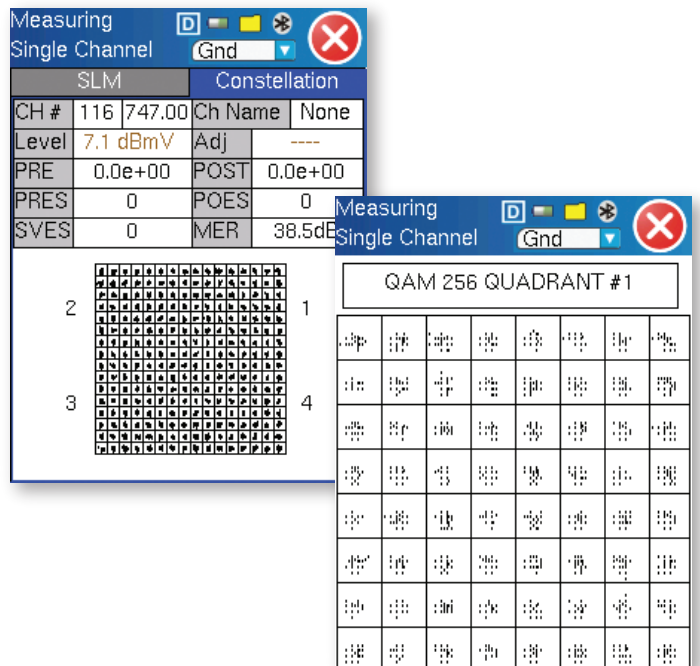 Measuring D
Single Channel Gnd
SLM Constellation
CH # 116 747.00 Ch Name None
Level 7.1 dBmV Adj ----
PRE 0.0e+00 POST 0.0e+00
PRES 0 POES 0
SVES 0 MER 38.5dB
2 1
3 4
Measuring D
Single Channel Gnd
QAM 256 QUADRANT #1